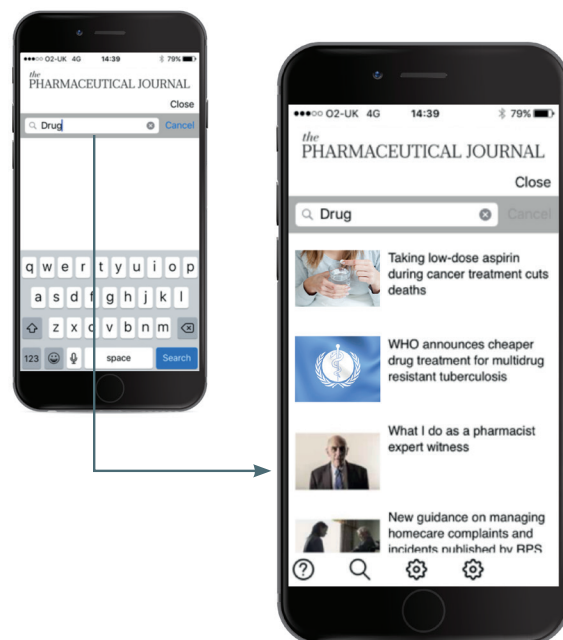 ●●●○○ O2-UK 4G 14:39 79%
the
PHARMACEUTICAL JOURNAL
Close
Drug Cancel
q w e r t y u i o p
a s d f g h j k l
z x c v b n m
123 space Search
●●●○○ O2-UK 4G 14:39 79%
the
PHARMACEUTICAL JOURNAL
Close
Drug Cancel
Taking low-dose aspirin
during cancer treatment cuts
deaths
WHO announces cheaper
drug treatment for multidrug
resistant tuberculosis
What I do as a pharmacist
expert witness
New guidance on managing
homecare complaints and
incidents published by RPS